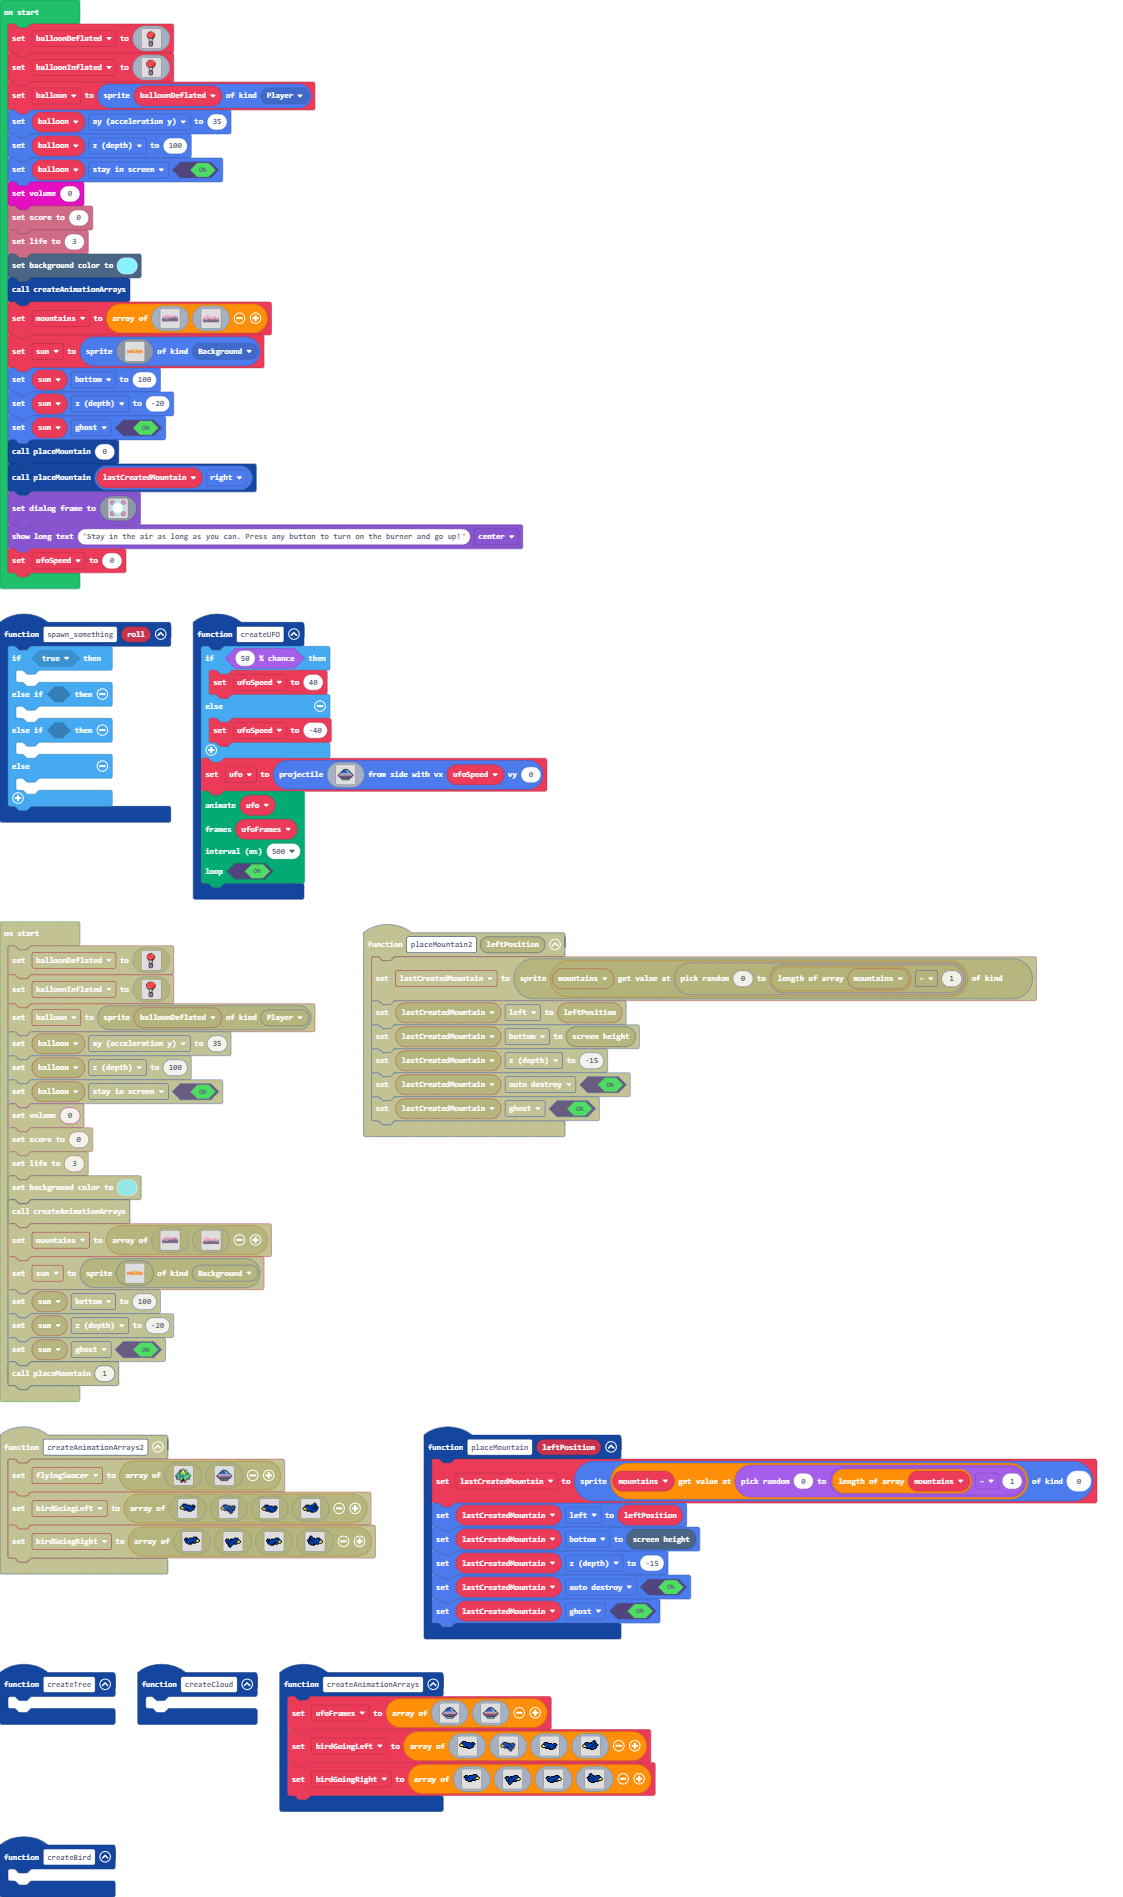 on start
set balloonDeflated to
set balloonInflated to
set balloon to sprite balloonDeflated of kind Player
set balloon ay (acceleration y) to 35
set balloon z (depth) to 100
set balloon stay in screen ON
set volume 0
set score to 0
set life to 3
set background color to
call createAnimationArrays
set mountains to array of
set sun to sprite of kind Background
set sun bottom to 100
set sun z (depth) to -20
set sun ghost ON
call placeMountain 0
call placeMountain lastCreatedMountain right
set dialog frame to
show long text "Stay in the air as long as you can. Press any button to turn on the burner and go up!" center
set ufoSpeed to 0
function spawn_something roll
if true then
else if then
else if then
else
function createUFO
if 50 % chance then
set ufoSpeed to 40
else
set ufoSpeed to -40
set ufo to projectile from side with vx ufoSpeed vy 0
animate ufo
frames ufoFrames
interval (ms) 500
loop ON
on start
set balloonDeflated to
set balloonInflated to
set balloon to sprite balloonDeflated of kind Player
set balloon ay (acceleration y) to 35
set balloon z (depth) to 100
set balloon stay in screen ON
set volume 0
set score to 0
set life to 3
set background color to
call createAnimationArrays
set mountains to array of
set sun to sprite of kind Background
set sun bottom to 100
set sun z (depth) to -20
set sun ghost ON
call placeMountain 1
function placeMountain2 leftPosition
set lastCreatedMountain to sprite mountains get value at pick random 0 to length of array mountains - 1 of kind
set lastCreatedMountain left to leftPosition
set lastCreatedMountain bottom to screen height
set lastCreatedMountain z (depth) to -15
set lastCreatedMountain auto destroy ON
set lastCreatedMountain ghost ON
function createAnimationArrays2
set flyingSaucer to array of
set birdGoingLeft to array of
set birdGoingRight to array of
function placeMountain leftPosition
set lastCreatedMountain to sprite mountains get value at pick random 0 to length of array mountains - 1 of kind 0
set lastCreatedMountain left to leftPosition
set lastCreatedMountain bottom to screen height
set lastCreatedMountain z (depth) to -15
set lastCreatedMountain auto destroy ON
set lastCreatedMountain ghost ON
function createTree
function createCloud
function createAnimationArrays
set ufoFrames to array of
set birdGoingLeft to array of
set birdGoingRight to array of
function createBird